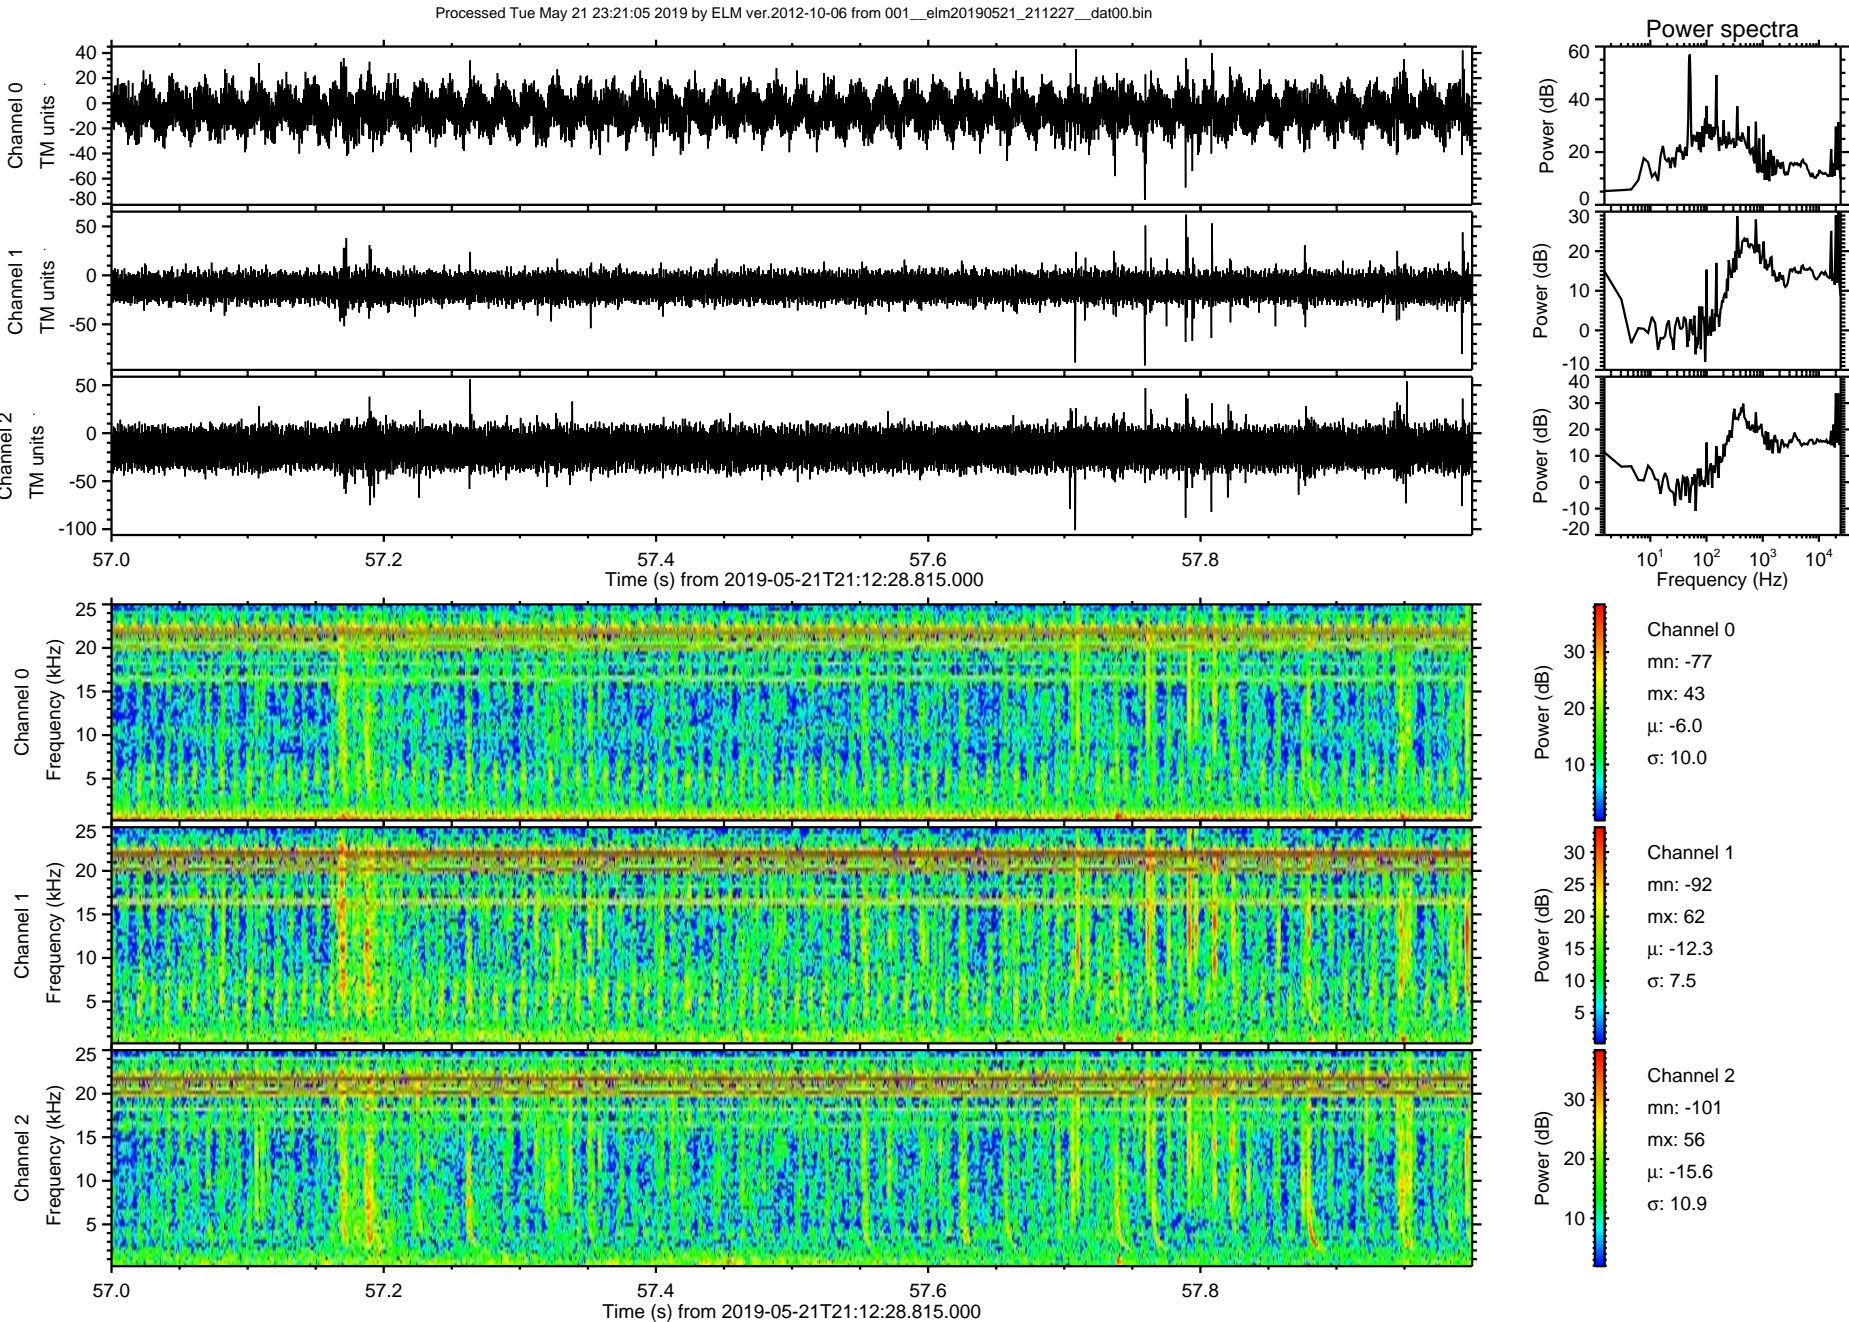 Processed Tue May 21 23:21:05 2019 by ELM ver.2012-10-06 from 001__elm20190521_211227__dat00.bin
Power spectra
Channel 0
TM units
40
20
0
-20
-40
-60
-80
Power (dB)
60
40
20
0
Channel 1
TM units
50
0
-50
Power (dB)
30
20
10
0
-10
Channel 2
TM units
50
0
-50
-100
Power (dB)
40
30
20
10
0
-10
-20
57.0 57.2 57.4 57.6 57.8
Time (s) from 2019-05-21T21:12:28.815.000
10¹ 10² 10³ 10⁴
Frequency (Hz)
Channel 0
Frequency (kHz)
25
20
15
10
5
Power (dB)
30
20
10
Channel 0
mn: -77
mx: 43
μ: -6.0
σ: 10.0
Channel 1
Frequency (kHz)
25
20
15
10
5
Power (dB)
30
25
20
15
10
5
Channel 1
mn: -92
mx: 62
μ: -12.3
σ: 7.5
Channel 2
Frequency (kHz)
25
20
15
10
5
Power (dB)
30
20
10
Channel 2
mn: -101
mx: 56
μ: -15.6
σ: 10.9
57.0 57.2 57.4 57.6 57.8
Time (s) from 2019-05-21T21:12:28.815.000